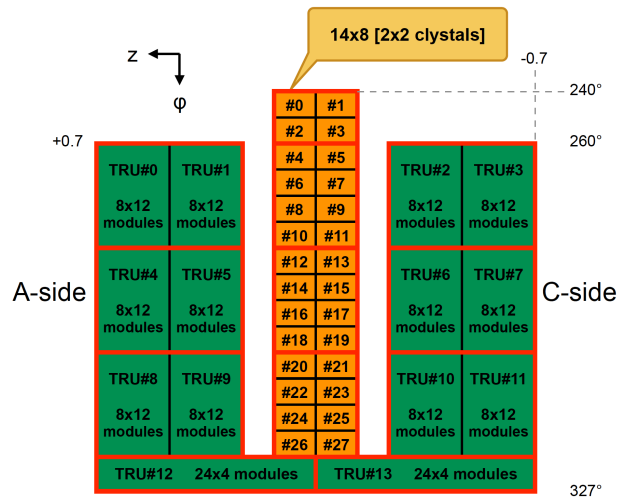 14x8 [2x2 clystals]
z
φ
-0.7
240°
#0 #1
#2 #3
+0.7
260°
#4 #5
TRU#0 TRU#1
TRU#2 TRU#3
#6 #7
8x12 modules
8x12 modules
8x12 modules
8x12 modules
#8 #9
#10 #11
#12 #13
TRU#4 TRU#5
TRU#6 TRU#7
#14 #15
A-side
C-side
8x12 modules
8x12 modules
8x12 modules
8x12 modules
#16 #17
#18 #19
#20 #21
TRU#8 TRU#9
TRU#10 TRU#11
#22 #23
8x12 modules
8x12 modules
8x12 modules
8x12 modules
#24 #25
#26 #27
TRU#12 24x4 modules
TRU#13 24x4 modules
327°